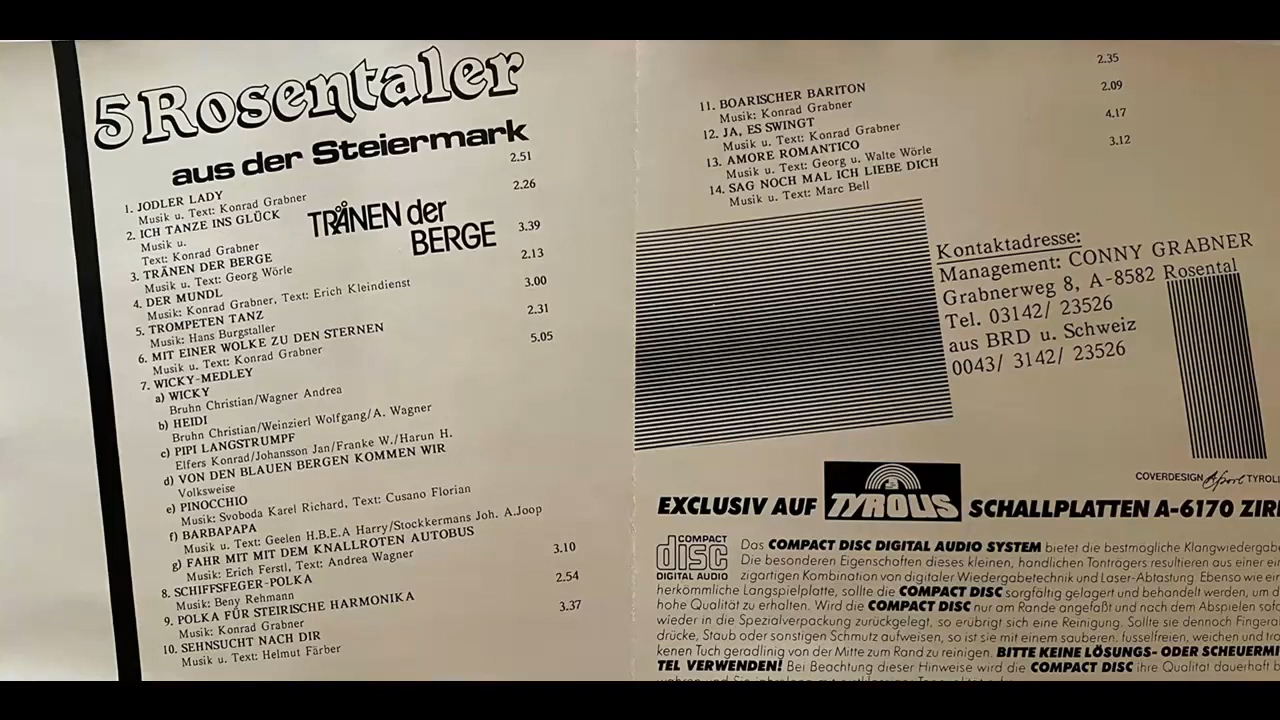 5 Rosentaler
aus der Steiermark
TRÄNEN der
BERGE
1. JODLER LADY 2.51
Musik u. Text: Konrad Grabner
2. ICH TANZE INS GLÜCK 2.26
Musik u.
Text: Konrad Grabner
3. TRÄNEN DER BERGE 3.39
Musik u. Text: Georg Wörle
4. DER MUNDL 2.13
Musik: Konrad Grabner, Text: Erich Kleindienst
5. TROMPETEN TANZ 3.00
Musik: Hans Burgstaller
6. MIT EINER WOLKE ZU DEN STERNEN 2.31
Musik u. Text: Konrad Grabner
7. WICKY-MEDLEY 5.05
a) WICKY
Bruhn Christian/Wagner Andrea
b) HEIDI
Bruhn Christian/Weinzierl Wolfgang/A. Wagner
c) PIPI LANGSTRUMPF
Elfers Konrad/Johansson Jan/Franke W./Harun H.
d) VON DEN BLAUEN BERGEN KOMMEN WIR
Volksweise
e) PINOCCHIO
Musik: Svoboda Karel Richard, Text: Cusano Florian
f) BARBAPAPA
Musik u. Text: Geelen H.B.E.A Harry/Stockkermans Joh. A.Joop
g) FAHR MIT MIT DEM KNALLROTEN AUTOBUS
Musik: Erich Ferstl, Text: Andrea Wagner
8. SCHIFFSFEGER-POLKA 3.10
Musik: Beny Rehmann
9. POLKA FÜR STEIRISCHE HARMONIKA 2.54
Musik: Konrad Grabner
10. SEHNSUCHT NACH DIR 3.37
Musik u. Text: Helmut Färber
11. BOARISCHER BARITON 2.35
Musik: Konrad Grabner
12. JA, ES SWINGT 2.09
Musik u. Text: Konrad Grabner
13. AMORE ROMANTICO 4.17
Musik u. Text: Georg u. Walte Wörle
14. SAG NOCH MAL ICH LIEBE DICH 3.12
Musik u. Text: Marc Bell
Kontaktadresse:
Management: CONNY GRABNER
Grabnerweg 8, A-8582 Rosental
Tel. 03142/ 23526
aus BRD u. Schweiz
0043/ 3142/ 23526
COVERDESIGN TYROLI
EXCLUSIV AUF TYROLIS SCHALLPLATTEN A-6170 ZIR
COMPACT disc DIGITAL AUDIO
Das COMPACT DISC DIGITAL AUDIO SYSTEM bietet die bestmögliche Klangwiedergabe
Die besonderen Eigenschaften dieses kleinen, handlichen Tonträgers resultieren aus einer ein
zigartigen Kombination von digitaler Wiedergabetechnik und Laser-Abtastung. Ebenso wie ein
herkömmliche Langspielplatte, sollte die COMPACT DISC sorgfältig gelagert und behandelt werden, um d
hohe Qualität zu erhalten. Wird die COMPACT DISC nur am Rande angefaßt und nach dem Abspielen sofo
wieder in die Spezialverpackung zurückgelegt, so erübrigt sich eine Reinigung. Sollte sie dennoch Fingera
drücke, Staub oder sonstigen Schmutz aufweisen, so ist sie mit einem sauberen, fusselfreien, weichen und tro
kenen Tuch geradlinig von der Mitte zum Rand zu reinigen. BITTE KEINE LÖSUNGS- ODER SCHEUERMI
TEL VERWENDEN! Bei Beachtung dieser Hinweise wird die COMPACT DISC ihre Qualität dauerhaft b